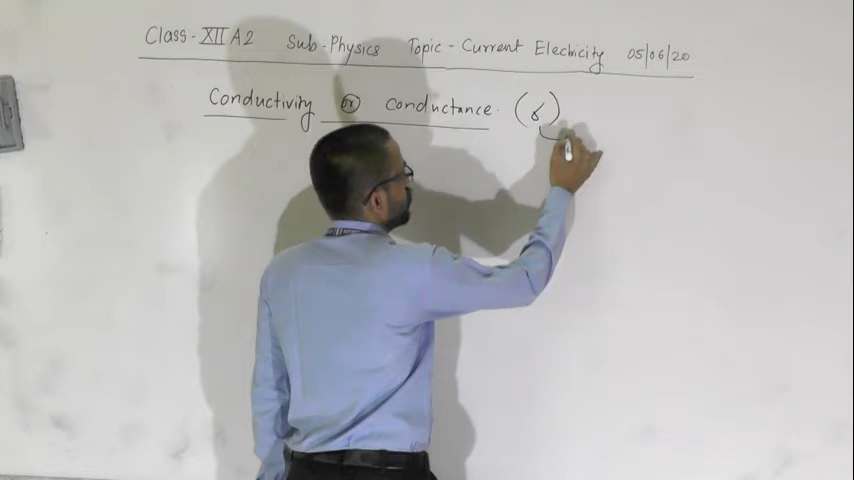 Class - XII A2 Sub - Physics Topic - Current Electricity 05/06/20
Conductivity or Conductance. (σ)